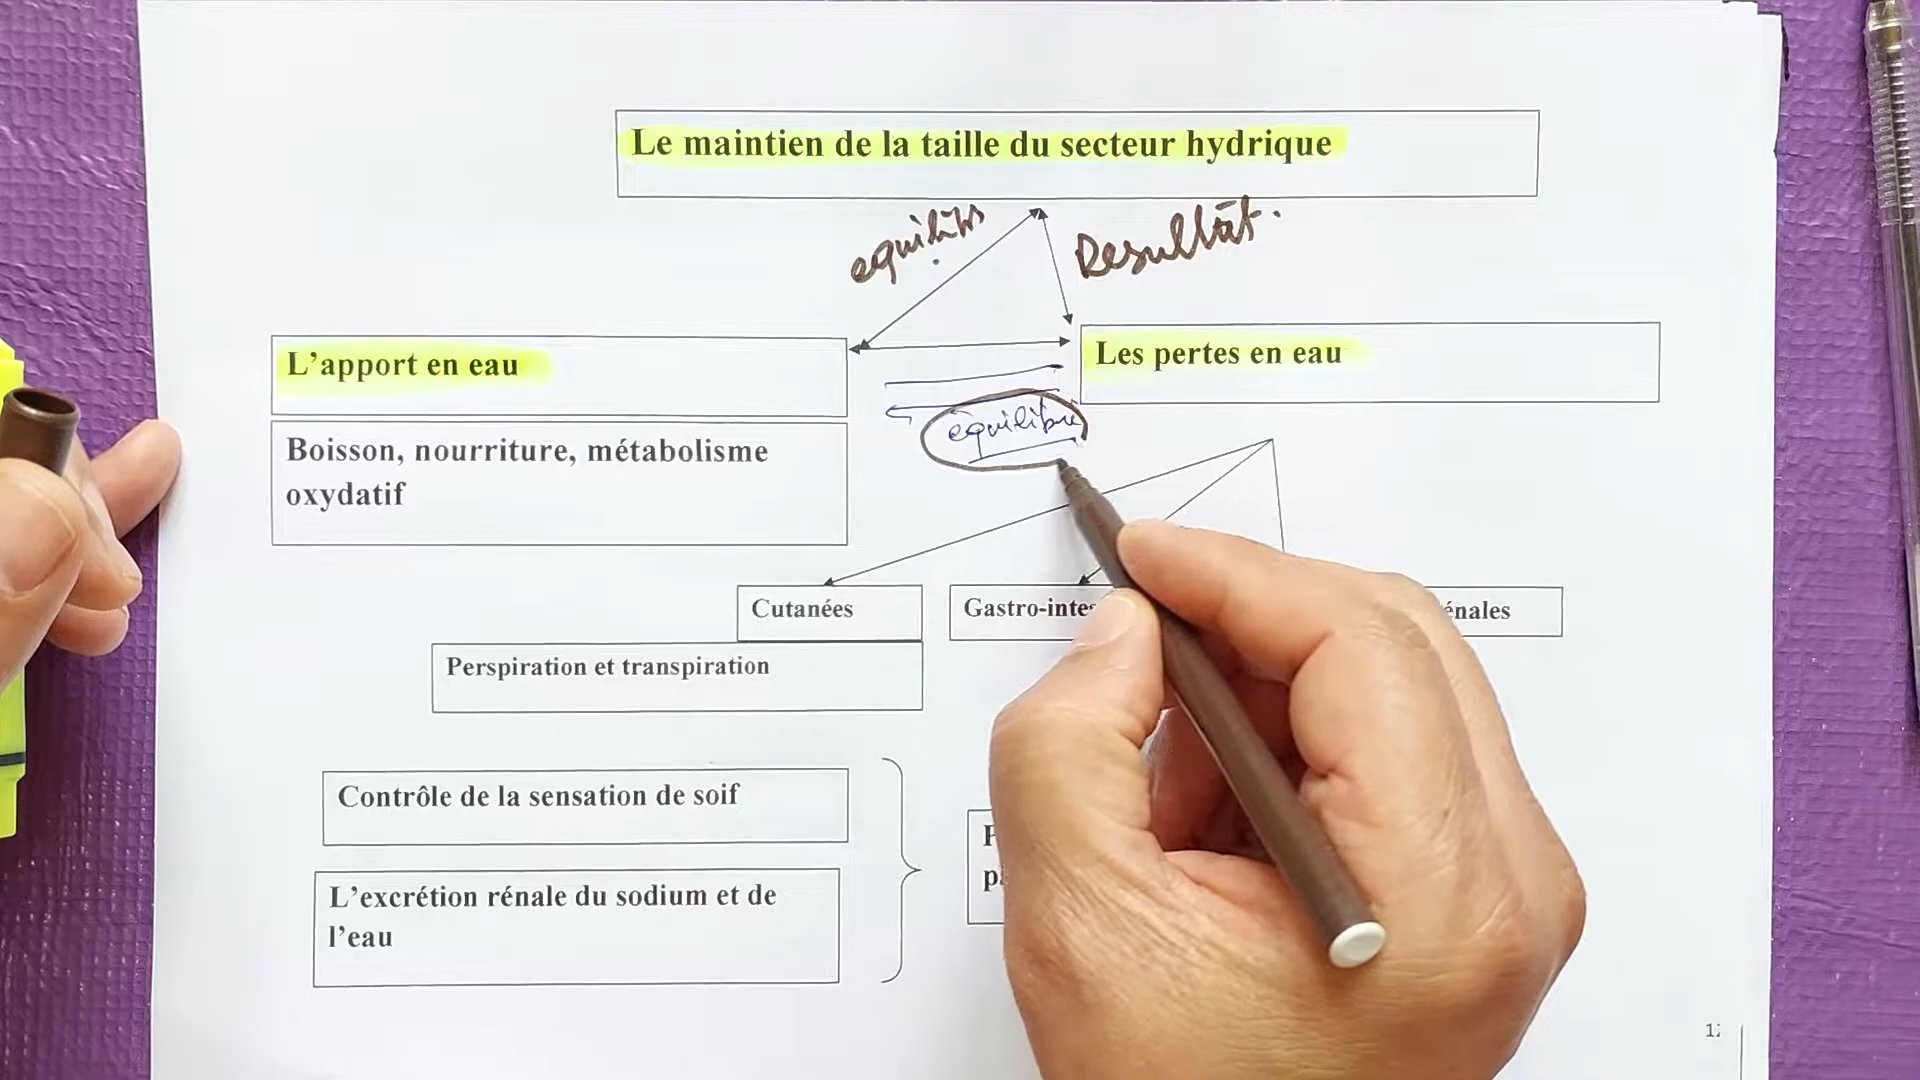 Le maintien de la taille du secteur hydrique
Resultat.
L'apport en eau
Les pertes en eau
equilibre
Boisson, nourriture, métabolisme
oxydatif
Cutanées
Perspiration et transpiration
Contrôle de la sensation de soif
L'excrétion rénale du sodium et de
l'eau